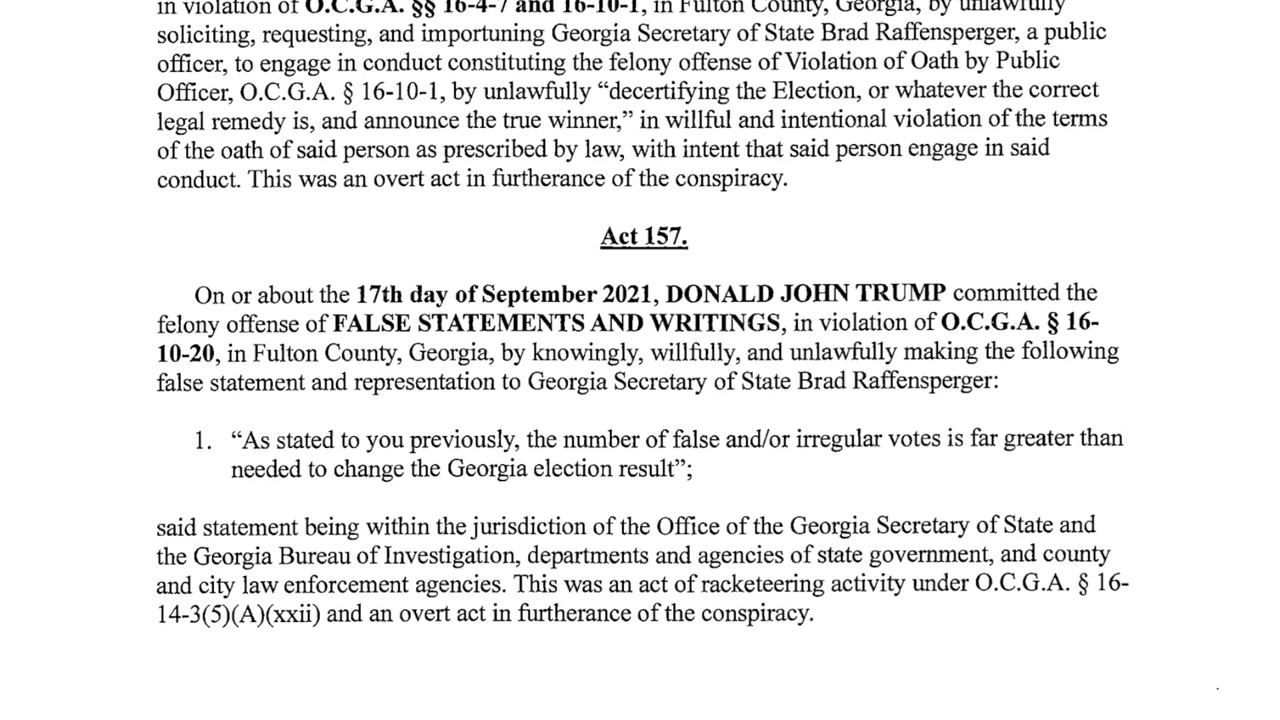 in violation of O.C.G.A. §§ 16-4-7 and 16-10-1, in Fulton County, Georgia, by unlawfully
soliciting, requesting, and importuning Georgia Secretary of State Brad Raffensperger, a public
officer, to engage in conduct constituting the felony offense of Violation of Oath by Public
Officer, O.C.G.A. § 16-10-1, by unlawfully “decertifying the Election, or whatever the correct
legal remedy is, and announce the true winner,” in willful and intentional violation of the terms
of the oath of said person as prescribed by law, with intent that said person engage in said
conduct. This was an overt act in furtherance of the conspiracy.
Act 157.
On or about the 17th day of September 2021, DONALD JOHN TRUMP committed the
felony offense of FALSE STATEMENTS AND WRITINGS, in violation of O.C.G.A. § 16-
10-20, in Fulton County, Georgia, by knowingly, willfully, and unlawfully making the following
false statement and representation to Georgia Secretary of State Brad Raffensperger:
1. “As stated to you previously, the number of false and/or irregular votes is far greater than
needed to change the Georgia election result”;
said statement being within the jurisdiction of the Office of the Georgia Secretary of State and
the Georgia Bureau of Investigation, departments and agencies of state government, and county
and city law enforcement agencies. This was an act of racketeering activity under O.C.G.A. § 16-
14-3(5)(A)(xxii) and an overt act in furtherance of the conspiracy.